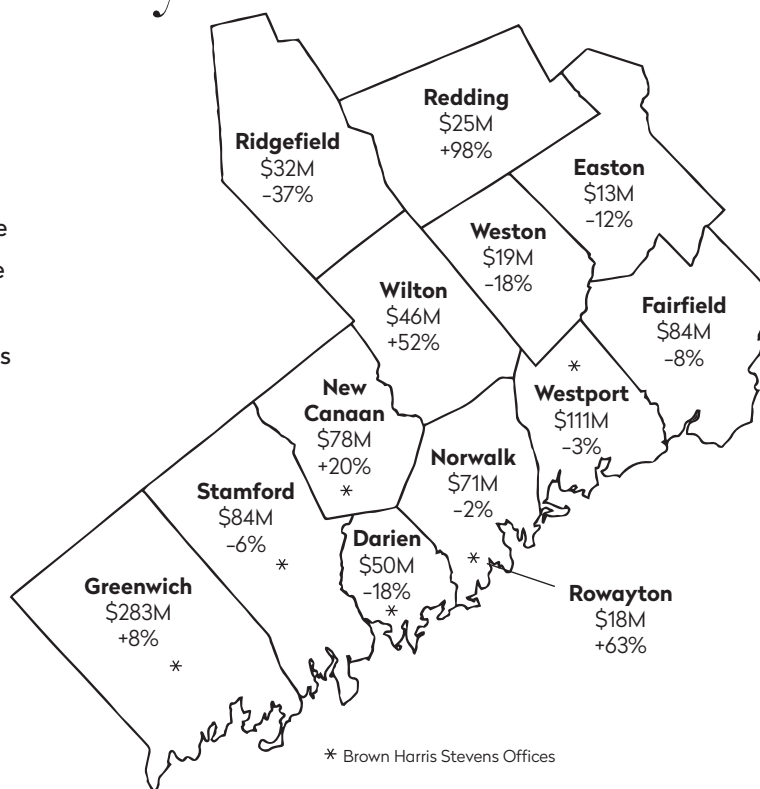 Redding
$25M
+98%
Ridgefield
$32M
-37%
Easton
$13M
-12%
e
e
s
Weston
$19M
-18%
Wilton
$46M
+52%
Fairfield
$84M
-8%
New
Canaan
$78M
+20%
*
*
Westport
$111M
-3%
Norwalk
$71M
-2%
*
Stamford
$84M
-6%
*
Darien
$50M
-18%
*
Greenwich
$283M
+8%
*
Rowayton
$18M
+63%
* Brown Harris Stevens Offices